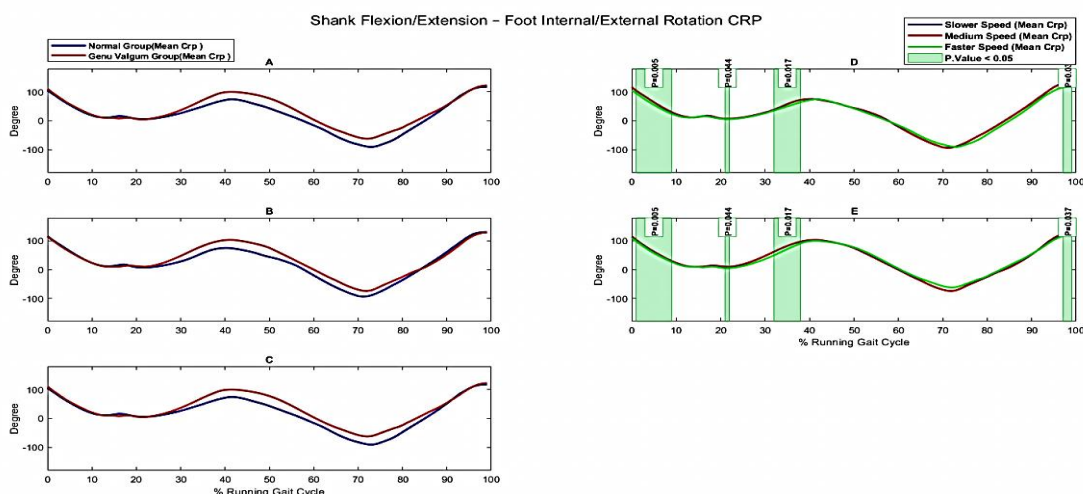 Shank Flexion/Extension – Foot Internal/External Rotation CRP
Normal Group(Mean Crp )
Genu Valgum Group(Mean Crp )
A
100
0
-100
Degree
0 10 20 30 40 50 60 70 80 90 100
B
100
0
-100
Degree
0 10 20 30 40 50 60 70 80 90 100
C
100
0
-100
Degree
0 10 20 30 40 50 60 70 80 90 100
% Running Gait Cycle
Slower Speed (Mean Crp)
Medium Speed (Mean Crp)
Faster Speed (Mean Crp)
P.Value < 0.05
D
P=0.005
P=0.044
P=0.017
100
0
-100
Degree
0 10 20 30 40 50 60 70 80 90 100
E
P=0.005
P=0.044
P=0.017
P=0.037
100
0
-100
Degree
0 10 20 30 40 50 60 70 80 90 100
% Running Gait Cycle